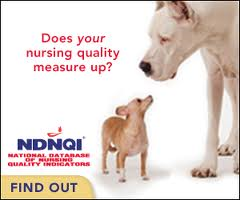 Does your
nursing quality
measure up?
NDNQI®
NATIONAL DATABASE
OF NURSING
QUALITY INDICATORS
FIND OUT